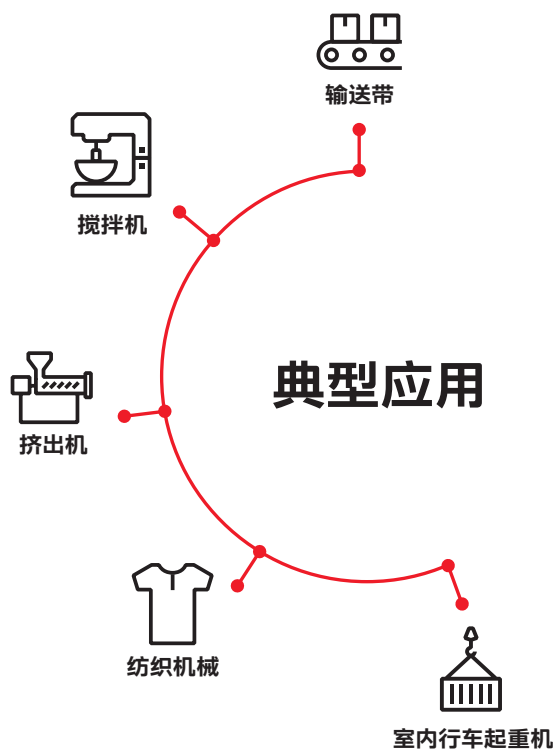 输送带
搅拌机
典型应用
挤出机
纺织机械
室内行车起重机